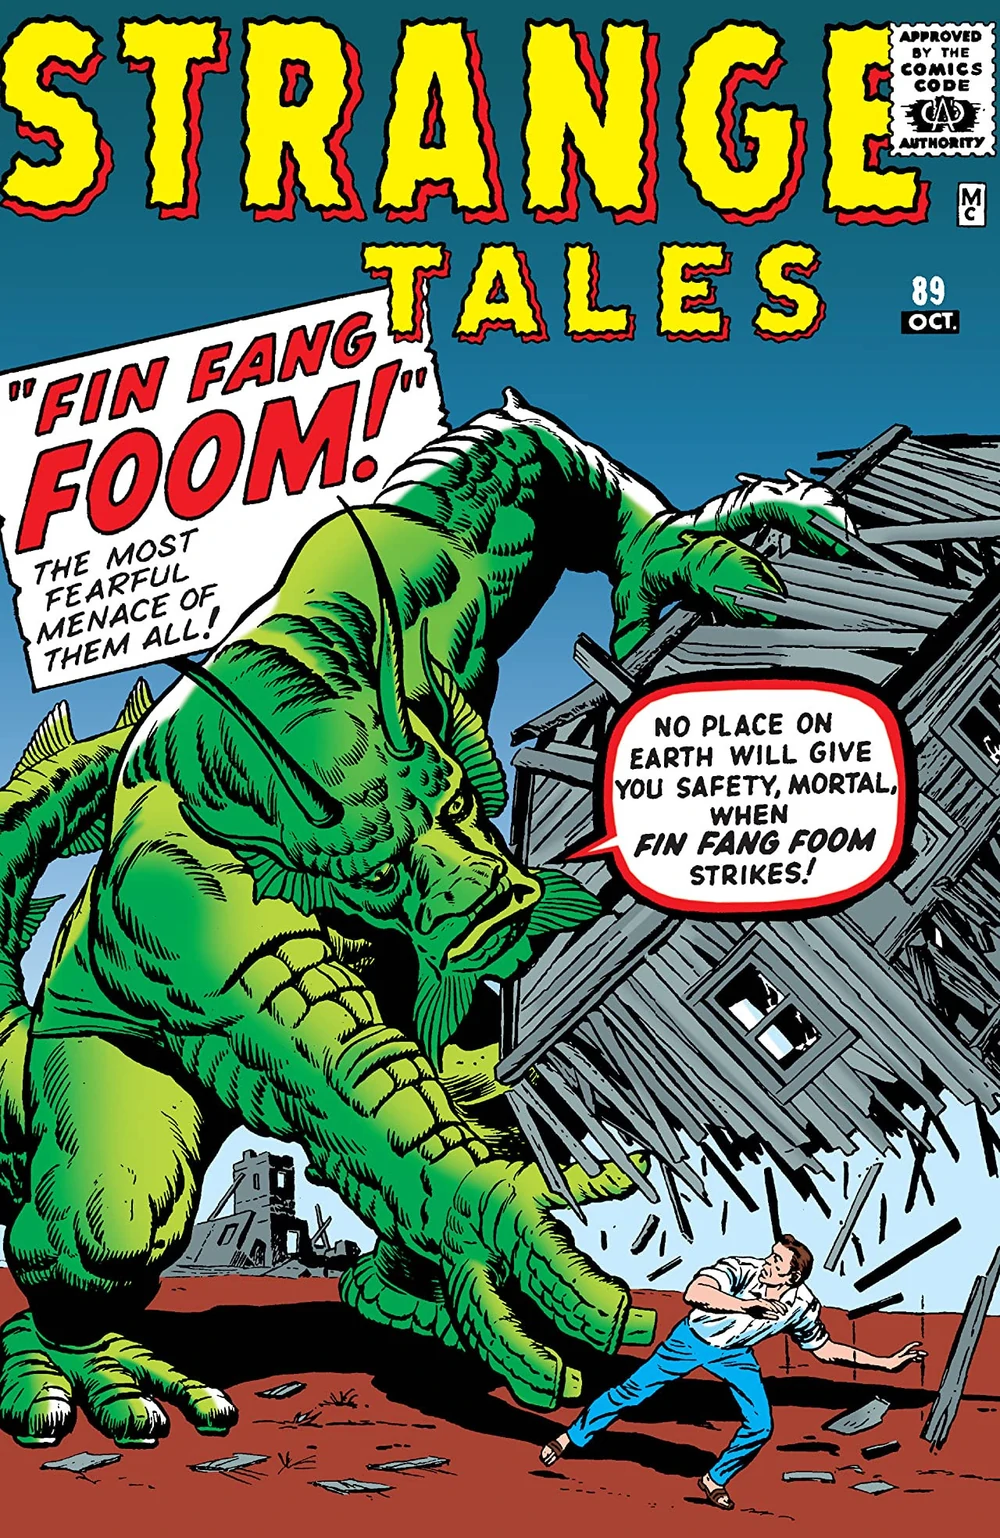 STRANGE
TALES
APPROVED
BY THE
COMICS
CODE
CA
AUTHORITY
M
C
89
OCT.
"FIN FANG
FOOM!"
THE MOST
FEARFUL
MENACE OF
THEM ALL!
NO PLACE ON
EARTH WILL GIVE
YOU SAFETY, MORTAL,
WHEN
FIN FANG FOOM
STRIKES!